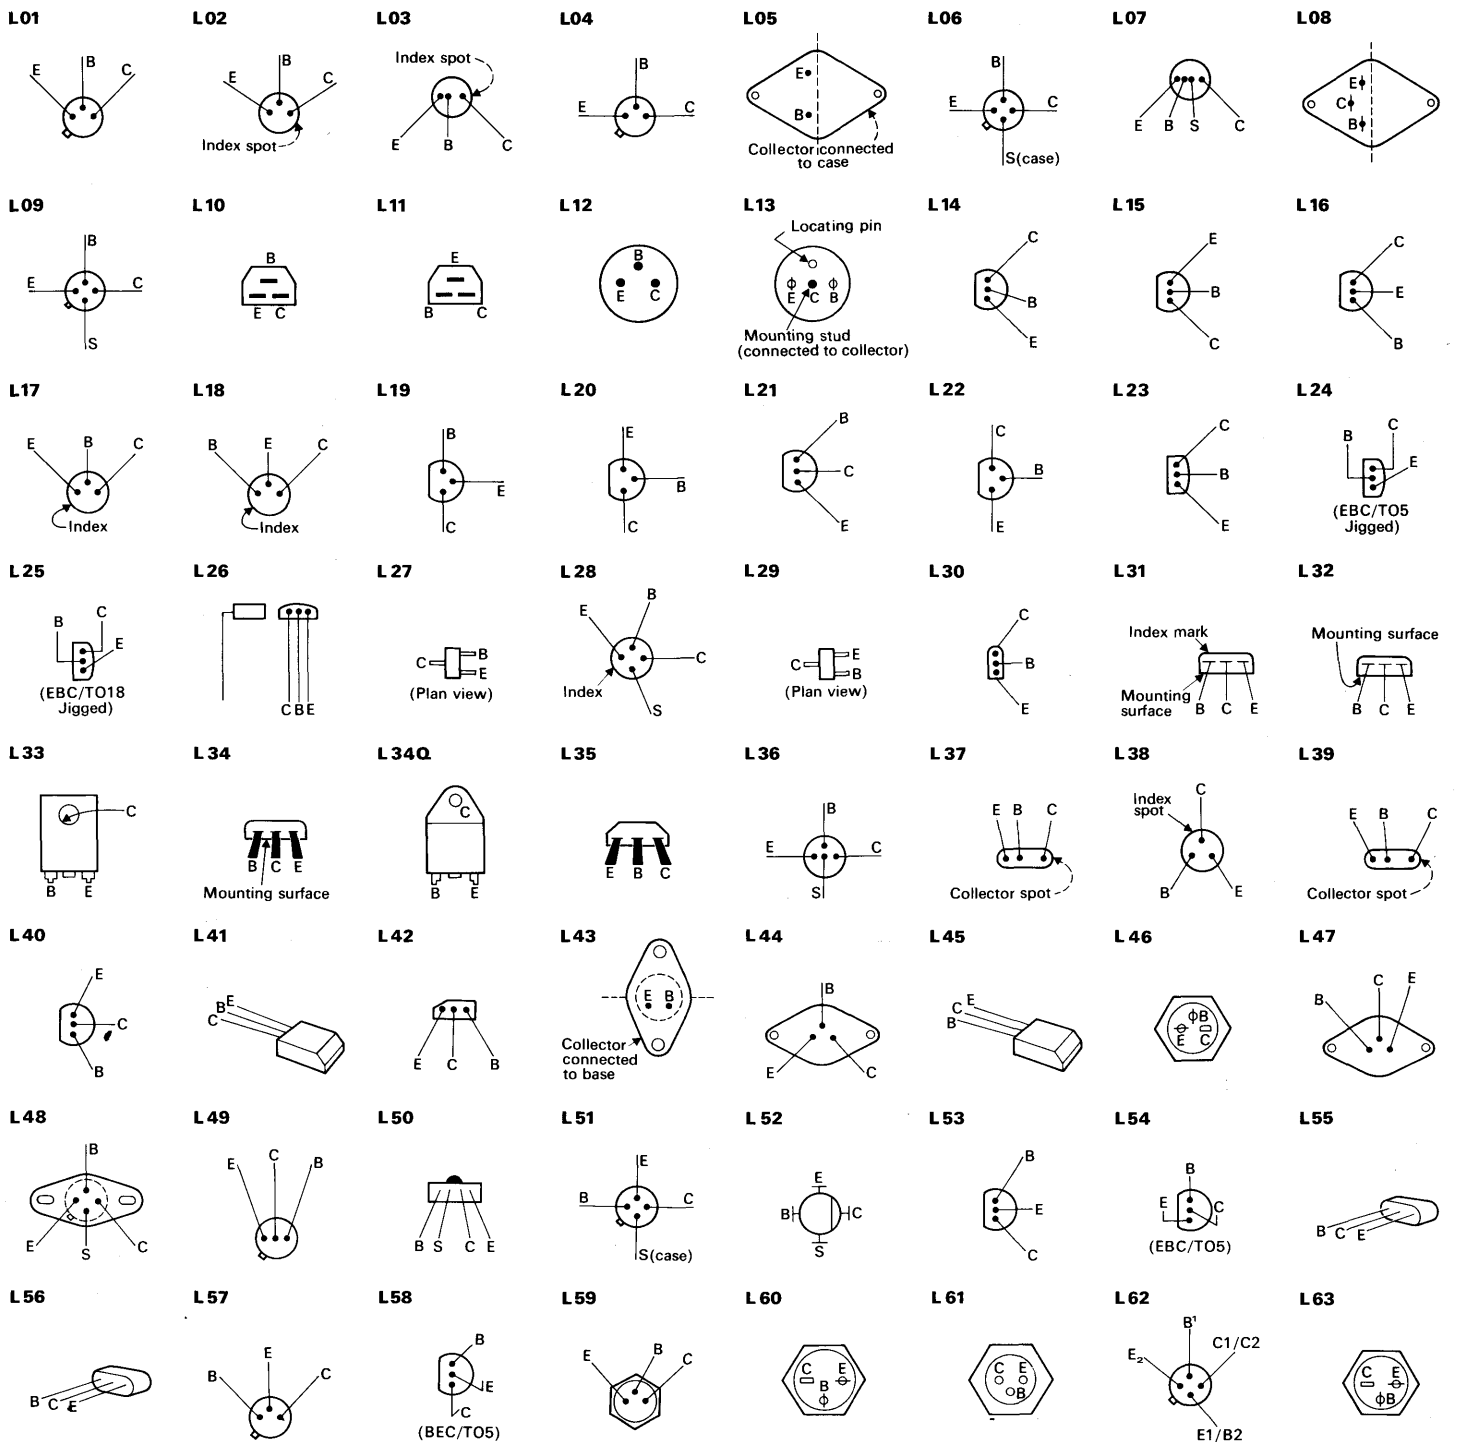 L01 L02 L03 L04 L05 L06 L07 L08
E B C
E B C
Index spot
Index spot
E B C
B
E C
E
B
Collector connected
to case
B
E C
S(case)
E B S C
E
C
B
L09 L10 L11 L12 L13 L14 L15 L16
B
E C
S
B
E C
E
B C
B
E C
Locating pin
E C B
Mounting stud
(connected to collector)
C
B
E
E
B
C
C
E
B
L17 L18 L19 L20 L21 L22 L23 L24
E B C
Index
B E C
Index
B
E
C
E
B
C
B
C
E
C
B
E
C
B
E
B C
E
(EBC/TO5
Jigged)
L25 L26 L27 L28 L29 L30 L31 L32
B C
E
(EBC/TO18
Jigged)
C B E
C B
E
(Plan view)
E B
C
Index
S
C E
B
(Plan view)
C
B
E
Index mark
Mounting
surface
B C E
Mounting surface
B C E
L33 L34 L34Q L35 L36 L37 L38 L39
C
B E
B C E
Mounting surface
C
B E
E B C
B
E C
S
E B C
Collector spot
Index
spot
C
B E
E B C
Collector spot
L40 L41 L42 L43 L44 L45 L46 L47
E
C
B
E
B
C
E C B
E B
Collector
connected
to base
B
E C
E
C
B
B
E C
B C E
L48 L49 L50 L51 L52 L53 L54 L55
B
E S C
E C B
B S C E
E
B C
S(case)
E
B C
S
B
E
C
B
E C
(EBC/TO5)
B C E
L56 L57 L58 L59 L60 L61 L62 L63
B C E
B E C
B
E
C
(BEC/TO5)
E B C
C E
B
C E
B
B¹
E₂ C1/C2
E1/B2
C E
B